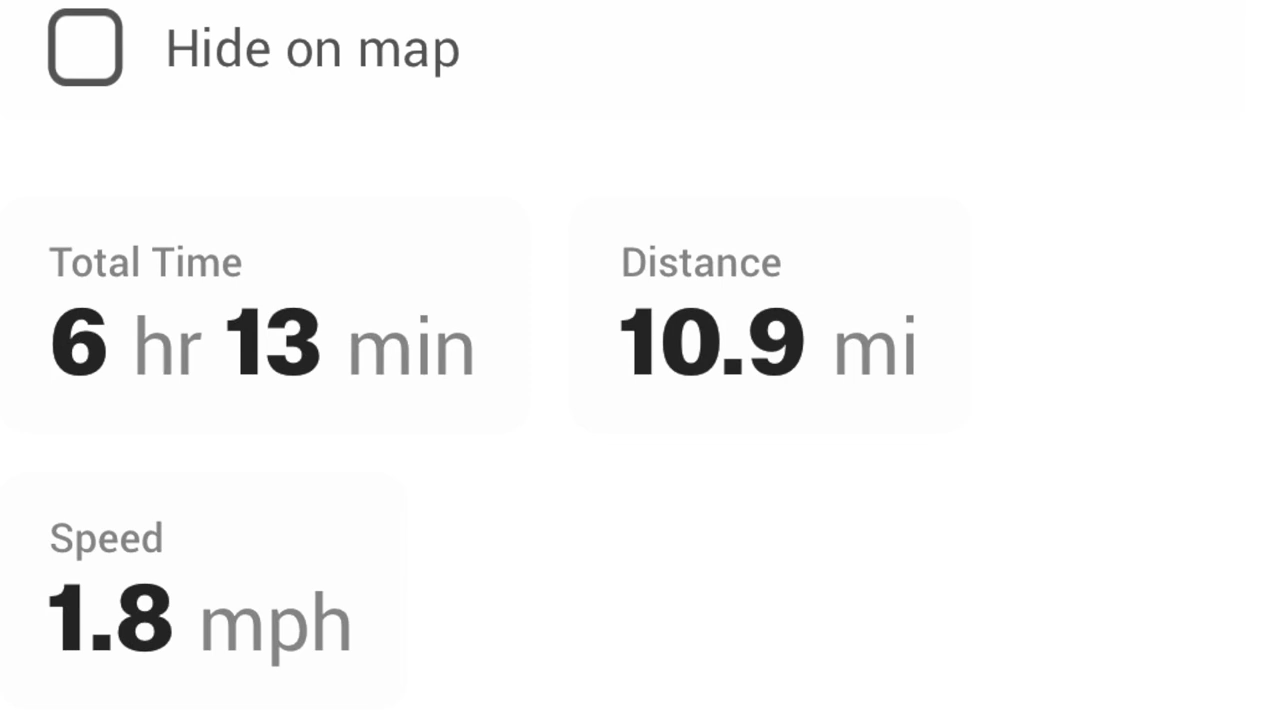 Hide on map
Total Time
6 hr 13 min
Distance
10.9 mi
Speed
1.8 mph